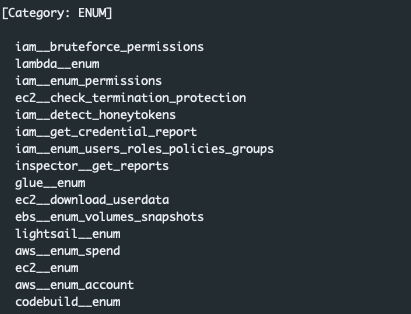 [Category: ENUM]
iam__bruteforce_permissions
lambda__enum
iam__enum_permissions
ec2__check_termination_protection
iam__detect_honeytokens
iam__get_credential_report
iam__enum_users_roles_policies_groups
inspector__get_reports
glue__enum
ec2__download_userdata
ebs__enum_volumes_snapshots
lightsail__enum
aws__enum_spend
ec2__enum
aws__enum_account
codebuild__enum